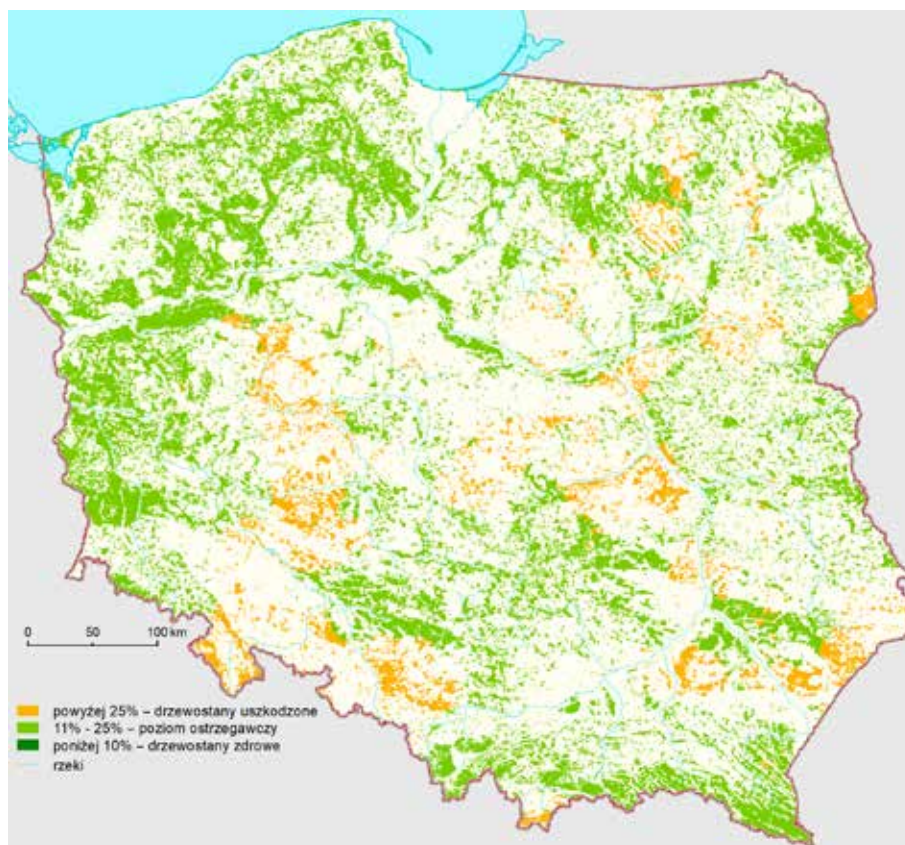 0 50 100 km
powyżej 25% – drzewostany uszkodzone
11% - 25% – poziom ostrzegawczy
poniżej 10% – drzewostany zdrowe
rzeki